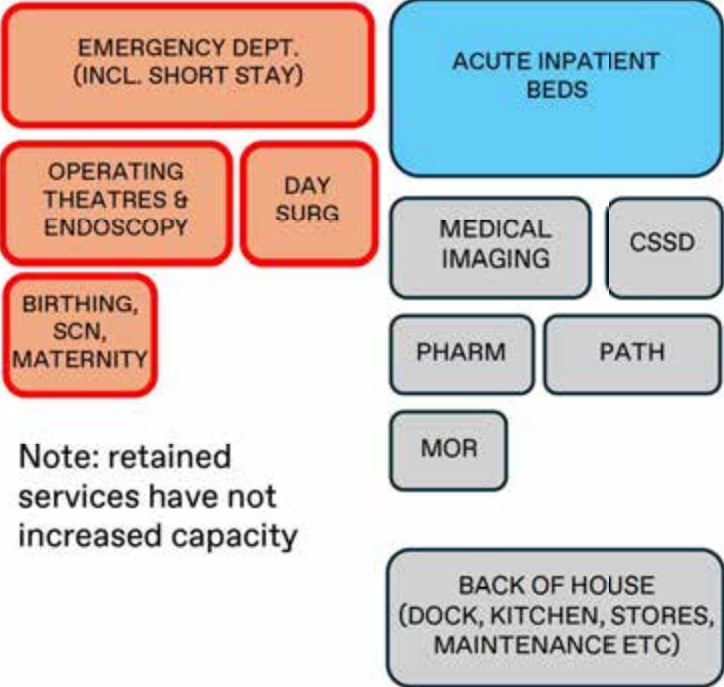 EMERGENCY DEPT.
(INCL. SHORT STAY)
ACUTE INPATIENT
BEDS
OPERATING
THEATRES &
ENDOSCOPY
DAY
SURG
MEDICAL
IMAGING
CSSD
BIRTHING,
SCN,
MATERNITY
PHARM
PATH
MOR
Note: retained
services have not
increased capacity
BACK OF HOUSE
(DOCK, KITCHEN, STORES,
MAINTENANCE ETC)